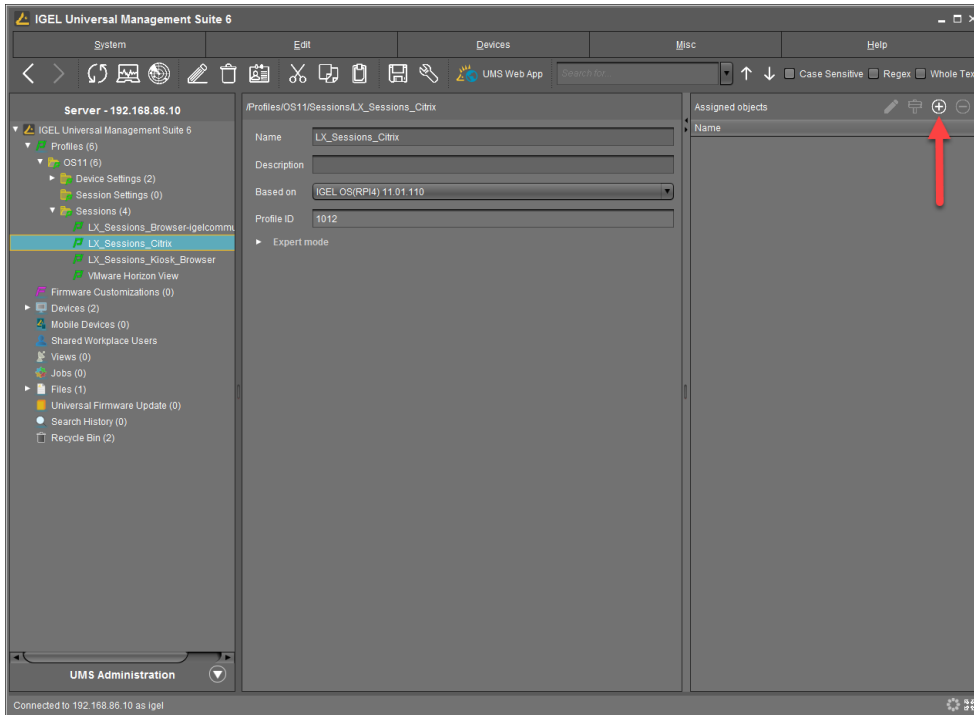 IGEL Universal Management Suite 6
System Edit Devices Misc Help
UMS Web App Search for... Case Sensitive Regex Whole Tex
Server - 192.168.86.10
IGEL Universal Management Suite 6
Profiles (6)
OS11 (6)
Device Settings (2)
Session Settings (0)
Sessions (4)
LX_Sessions_Browser-igelcommu
LX_Sessions_Citrix
LX_Sessions_Kiosk_Browser
VMware Horizon View
Firmware Customizations (0)
Devices (2)
Mobile Devices (0)
Shared Workplace Users
Views (0)
Jobs (0)
Files (1)
Universal Firmware Update (0)
Search History (0)
Recycle Bin (2)
UMS Administration
/Profiles/OS11/Sessions/LX_Sessions_Citrix
Name LX_Sessions_Citrix
Description
Based on IGEL OS(RPI4) 11.01.110
Profile ID 1012
Expert mode
Assigned objects
Name
Connected to 192.168.86.10 as igel